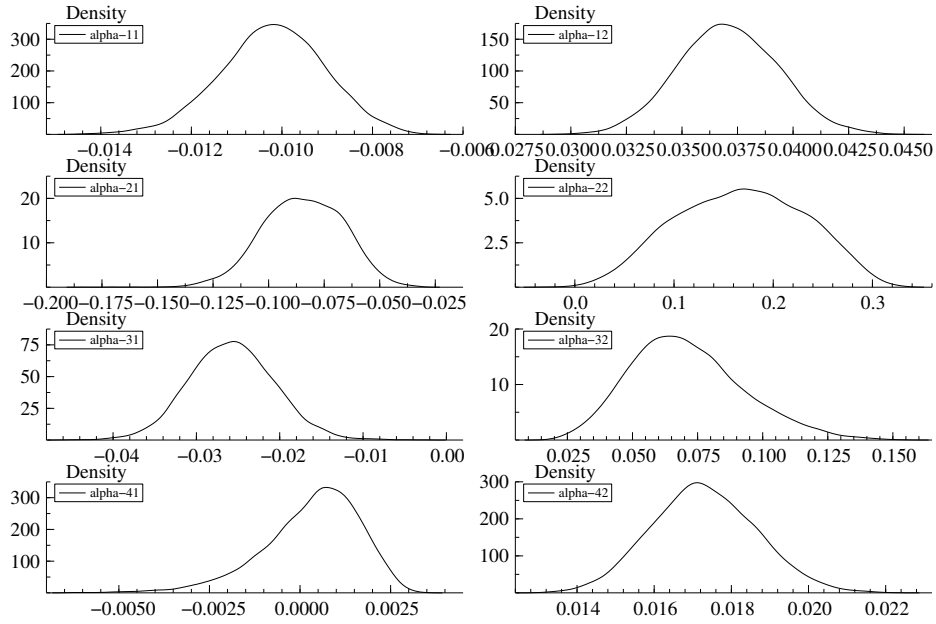 Density Density
300 alpha−11 150 alpha−12
200 100
100 50
−0.014 −0.012 −0.010 −0.008 −0.006 0.0275 0.0300 0.0325 0.0350 0.0375 0.0400 0.0425 0.0450
Density Density
20 alpha−21 5.0 alpha−22
10 2.5
−0.200 −0.175 −0.150 −0.125 −0.100 −0.075 −0.050 −0.025 0.0 0.1 0.2 0.3
Density Density
75 alpha−31 20 alpha−32
50 10
25
−0.04 −0.03 −0.02 −0.01 0.00 0.025 0.050 0.075 0.100 0.125 0.150
Density Density
300 alpha−41 300 alpha−42
200 200
100 100
−0.0050 −0.0025 0.0000 0.0025 0.014 0.016 0.018 0.020 0.022